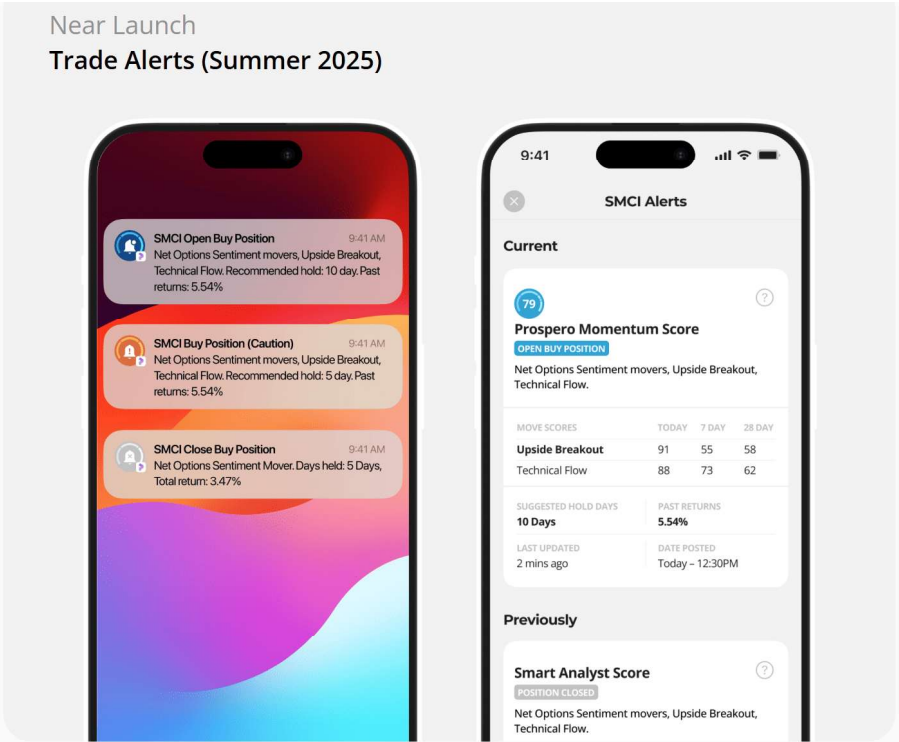 Near Launch
Trade Alerts (Summer 2025)
SMCI Open Buy Position 9:41 AM
Net Options Sentiment movers, Upside Breakout,
Technical Flow. Recommended hold: 10 day. Past
returns: 5.54%
SMCI Buy Position (Caution) 9:41 AM
Net Options Sentiment movers, Upside Breakout,
Technical Flow. Recommended hold: 5 day. Past
returns: 5.54%
SMCI Close Buy Position 9:41 AM
Net Options Sentiment Mover. Days held: 5 Days,
Total return: 3.47%
9:41
SMCI Alerts
Current
79
?
Prospero Momentum Score
OPEN BUY POSITION
Net Options Sentiment movers, Upside Breakout,
Technical Flow.
MOVE SCORES TODAY 7 DAY 28 DAY
Upside Breakout 91 55 58
Technical Flow 88 73 62
SUGGESTED HOLD DAYS PAST RETURNS
10 Days 5.54%
LAST UPDATED DATE POSTED
2 mins ago Today – 12:30PM
Previously
Smart Analyst Score ?
POSITION CLOSED
Net Options Sentiment movers, Upside Breakout,
Technical Flow.